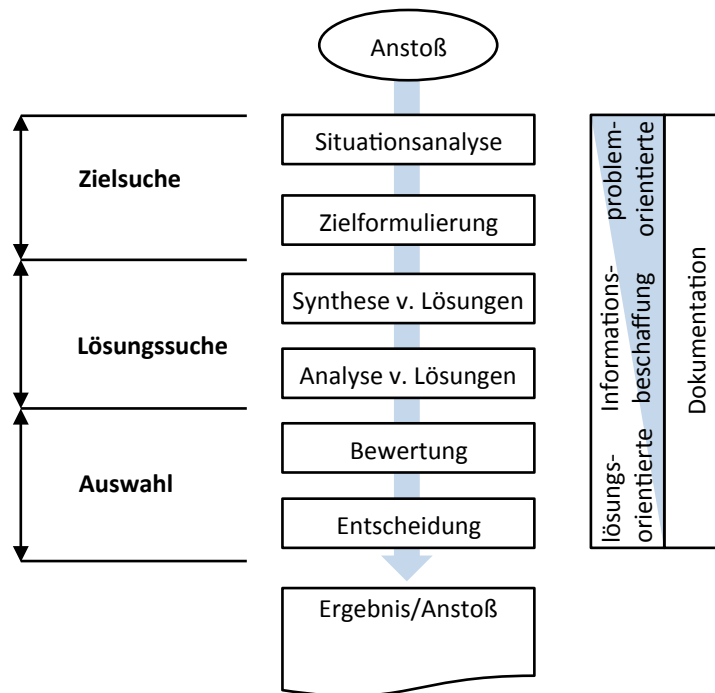 Anstoß
Situationsanalyse
Zielsuche
Zielformulierung
Synthese v. Lösungen
Lösungssuche
Analyse v. Lösungen
Bewertung
Auswahl
Entscheidung
Ergebnis/Anstoß
problem-
orientierte
Informations-
beschaffung
lösungs-
orientierte
Dokumentation